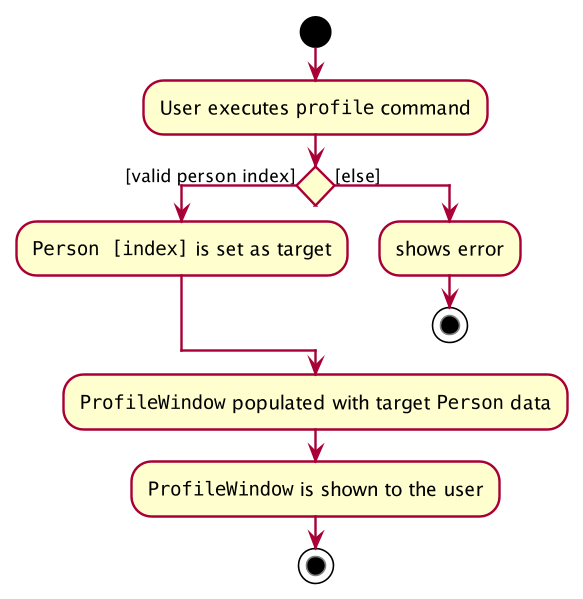 User executes profile command
[valid person index]
[else]
Person [index] is set as target
shows error
ProfileWindow populated with target Person data
ProfileWindow is shown to the user